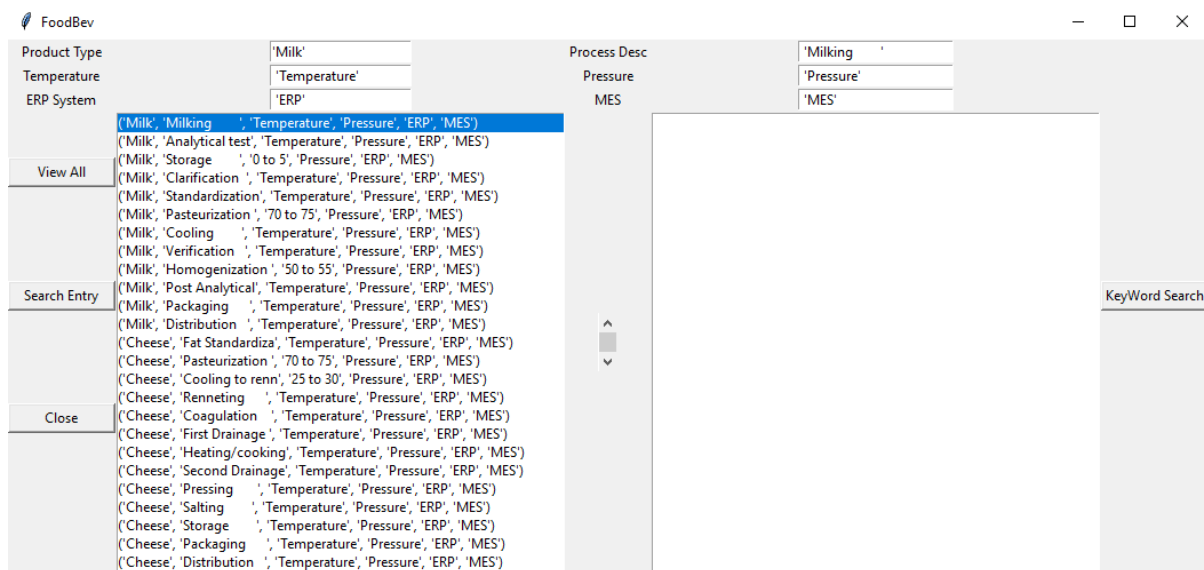 FoodBev
Product Type 'Milk' Process Desc 'Milking        '
Temperature 'Temperature' Pressure 'Pressure'
ERP System 'ERP' MES 'MES'
('Milk', 'Milking        ', 'Temperature', 'Pressure', 'ERP', 'MES')
('Milk', 'Analytical test', 'Temperature', 'Pressure', 'ERP', 'MES')
('Milk', 'Storage        ', '0 to 5', 'Pressure', 'ERP', 'MES')
View All
('Milk', 'Clarification  ', 'Temperature', 'Pressure', 'ERP', 'MES')
('Milk', 'Standardization', 'Temperature', 'Pressure', 'ERP', 'MES')
('Milk', 'Pasteurization ', '70 to 75', 'Pressure', 'ERP', 'MES')
('Milk', 'Cooling        ', 'Temperature', 'Pressure', 'ERP', 'MES')
('Milk', 'Verification   ', 'Temperature', 'Pressure', 'ERP', 'MES')
('Milk', 'Homogenization ', '50 to 55', 'Pressure', 'ERP', 'MES')
('Milk', 'Post Analytical', 'Temperature', 'Pressure', 'ERP', 'MES')
Search Entry
KeyWord Search
('Milk', 'Packaging      ', 'Temperature', 'Pressure', 'ERP', 'MES')
('Milk', 'Distribution   ', 'Temperature', 'Pressure', 'ERP', 'MES')
('Cheese', 'Fat Standardiza', 'Temperature', 'Pressure', 'ERP', 'MES')
('Cheese', 'Pasteurization ', '70 to 75', 'Pressure', 'ERP', 'MES')
('Cheese', 'Cooling to renn', '25 to 30', 'Pressure', 'ERP', 'MES')
('Cheese', 'Renneting      ', 'Temperature', 'Pressure', 'ERP', 'MES')
('Cheese', 'Coagulation    ', 'Temperature', 'Pressure', 'ERP', 'MES')
Close
('Cheese', 'First Drainage ', 'Temperature', 'Pressure', 'ERP', 'MES')
('Cheese', 'Heating/cooking', 'Temperature', 'Pressure', 'ERP', 'MES')
('Cheese', 'Second Drainage', 'Temperature', 'Pressure', 'ERP', 'MES')
('Cheese', 'Pressing       ', 'Temperature', 'Pressure', 'ERP', 'MES')
('Cheese', 'Salting        ', 'Temperature', 'Pressure', 'ERP', 'MES')
('Cheese', 'Storage        ', 'Temperature', 'Pressure', 'ERP', 'MES')
('Cheese', 'Packaging      ', 'Temperature', 'Pressure', 'ERP', 'MES')
('Cheese', 'Distribution   ', 'Temperature', 'Pressure', 'ERP', 'MES')